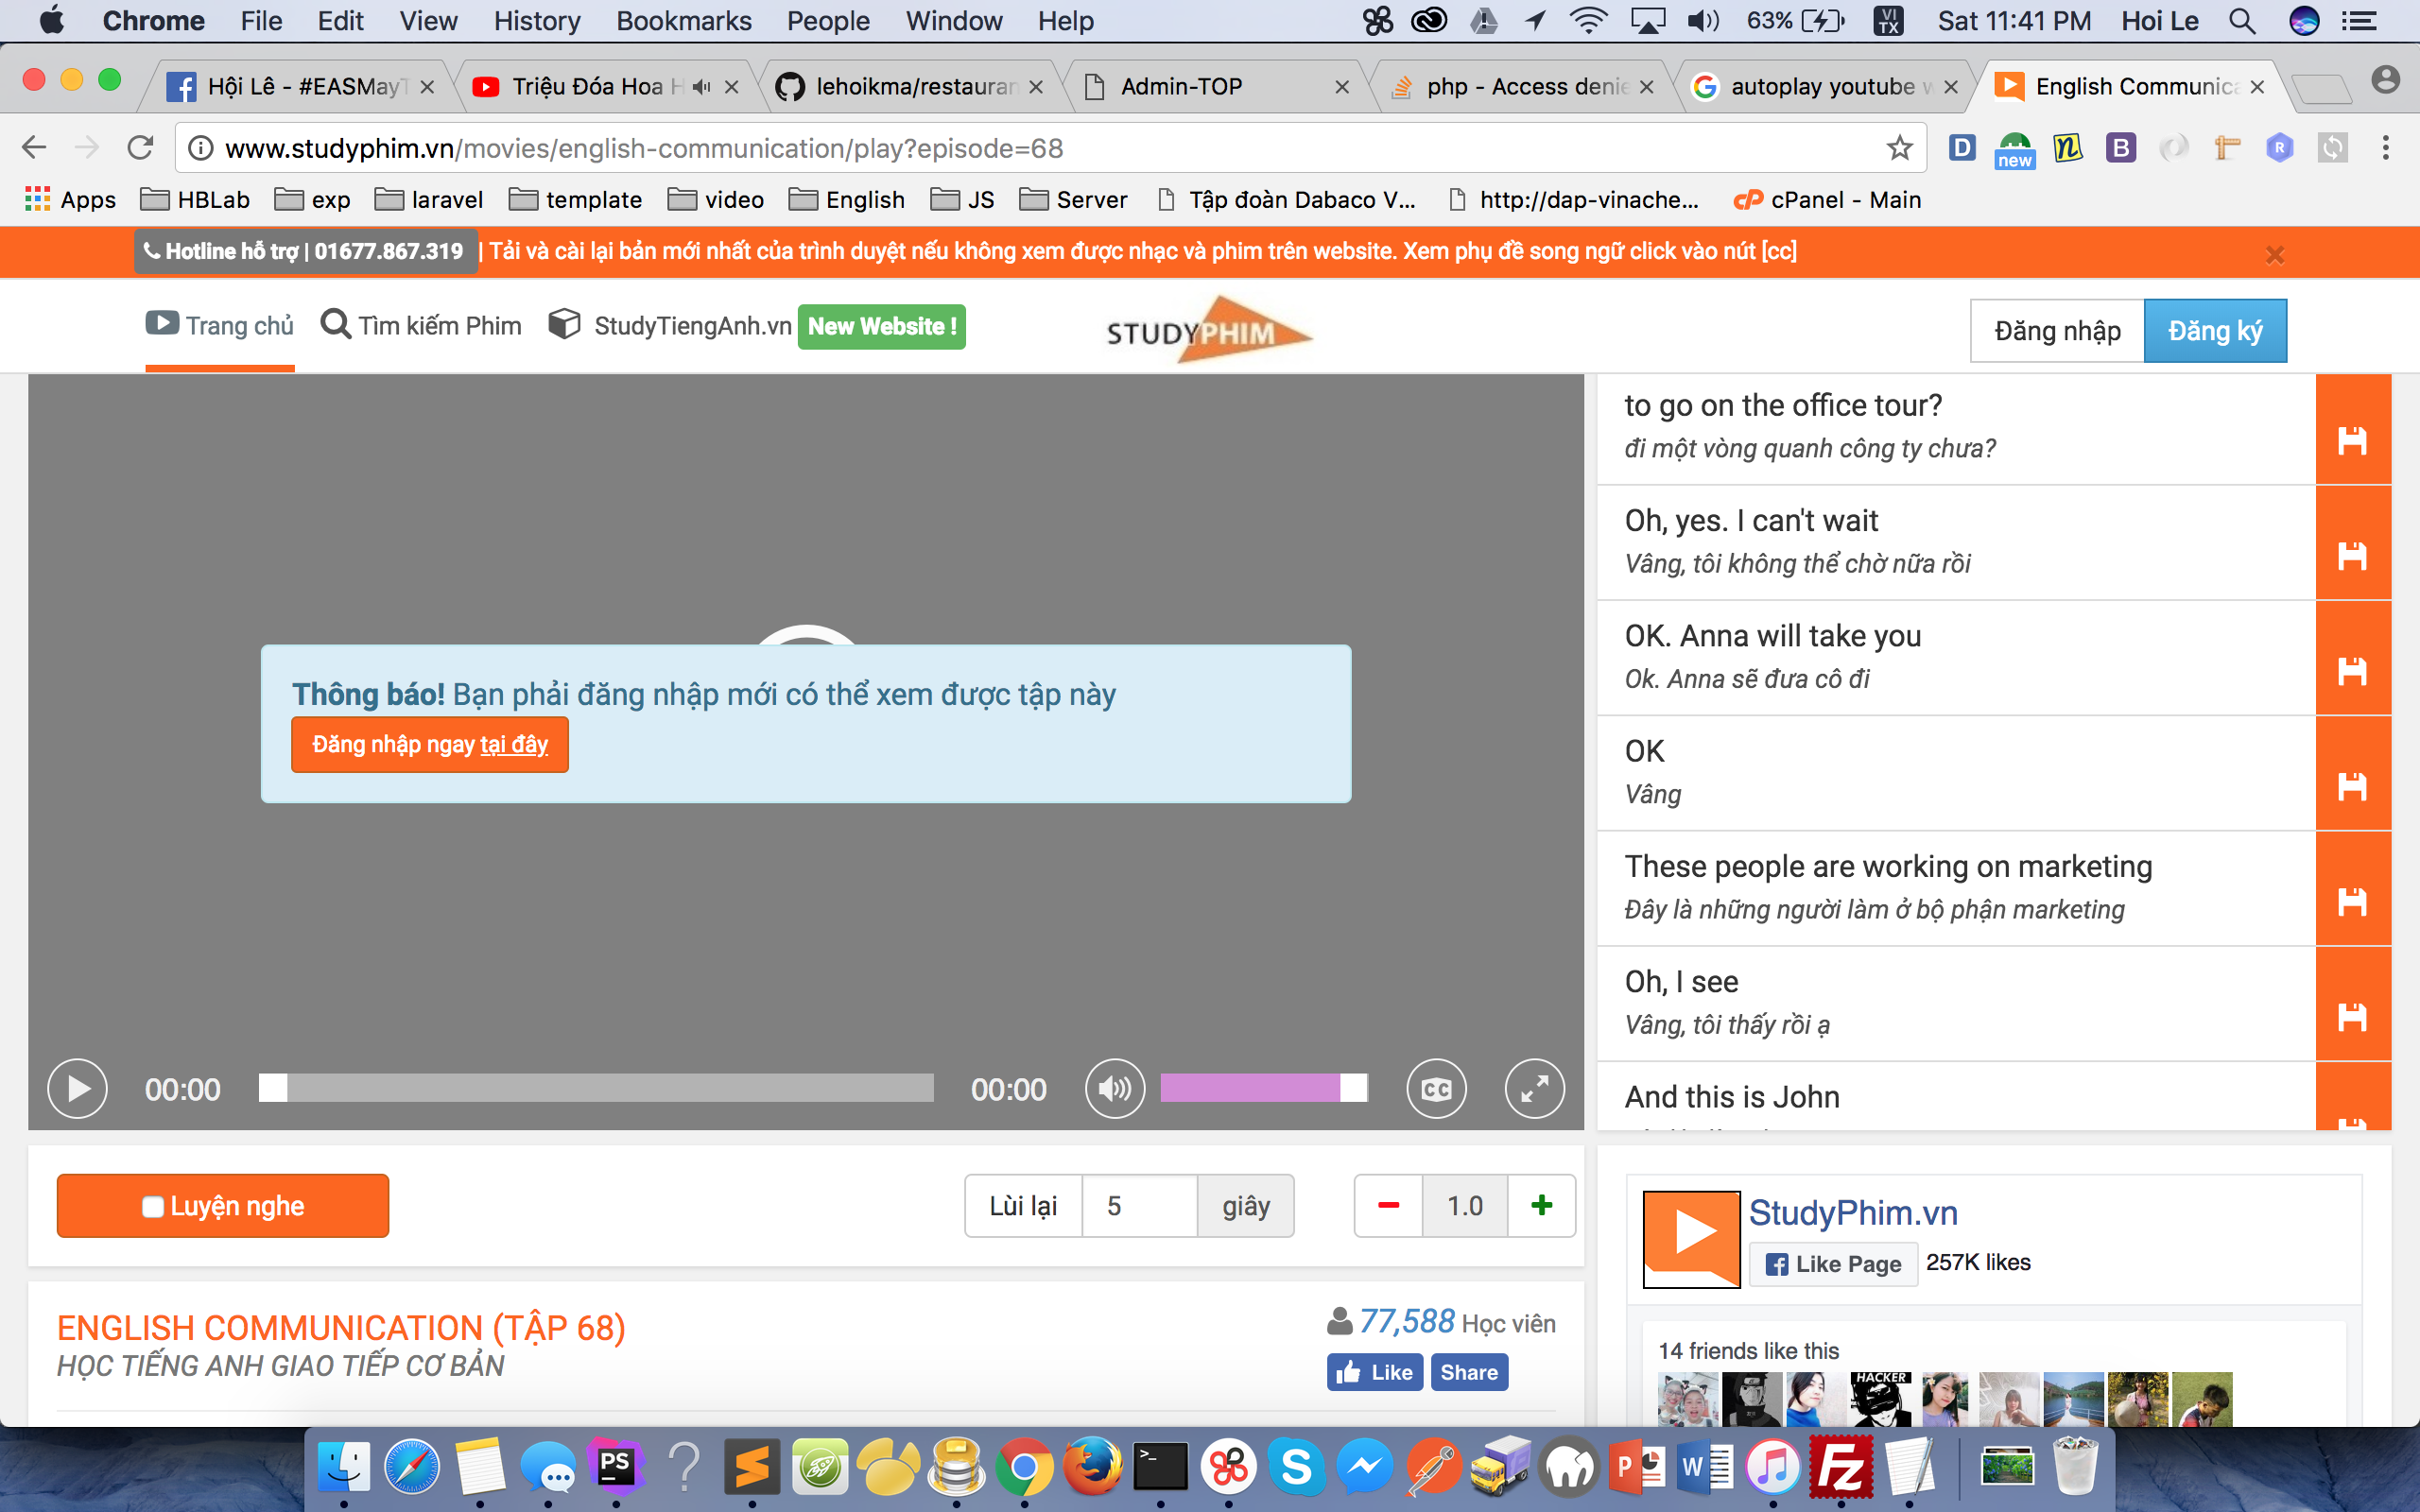 Chrome File Edit View History Bookmarks People Window Help 63% VI TX Sat 11:41 PM Hoi Le
Hội Lê - #EASMayT Triệu Đóa Hoa H lehoikma/restauran Admin-TOP php - Access denie autoplay youtube w English Communica
www.studyphim.vn/movies/english-communication/play?episode=68
D new n B R
Apps HBLab exp laravel template video English JS Server Tập đoàn Dabaco V... http://dap-vinache... cP cPanel - Main
Hotline hỗ trợ | 01677.867.319 | Tải và cài lại bản mới nhất của trình duyệt nếu không xem được nhạc và phim trên website. Xem phụ đề song ngữ click vào nút [cc]
Trang chủ Tìm kiếm Phim StudyTiengAnh.vn New Website ! STUDYPHIM Đăng nhập Đăng ký
to go on the office tour?
đi một vòng quanh công ty chưa?
Oh, yes. I can't wait
Vâng, tôi không thể chờ nữa rồi
OK. Anna will take you
Ok. Anna sẽ đưa cô đi
OK
Vâng
These people are working on marketing
Đây là những người làm ở bộ phận marketing
Oh, I see
Vâng, tôi thấy rồi ạ
And this is John
Thông báo! Bạn phải đăng nhập mới có thể xem được tập này
Đăng nhập ngay tại đây
00:00 00:00 CC
Luyện nghe Lùi lại 5 giây 1.0
ENGLISH COMMUNICATION (TẬP 68)
HỌC TIẾNG ANH GIAO TIẾP CƠ BẢN
77,588 Học viên
Like Share
StudyPhim.vn
Like Page 257K likes
14 friends like this
HACKER
PS S P W Fz